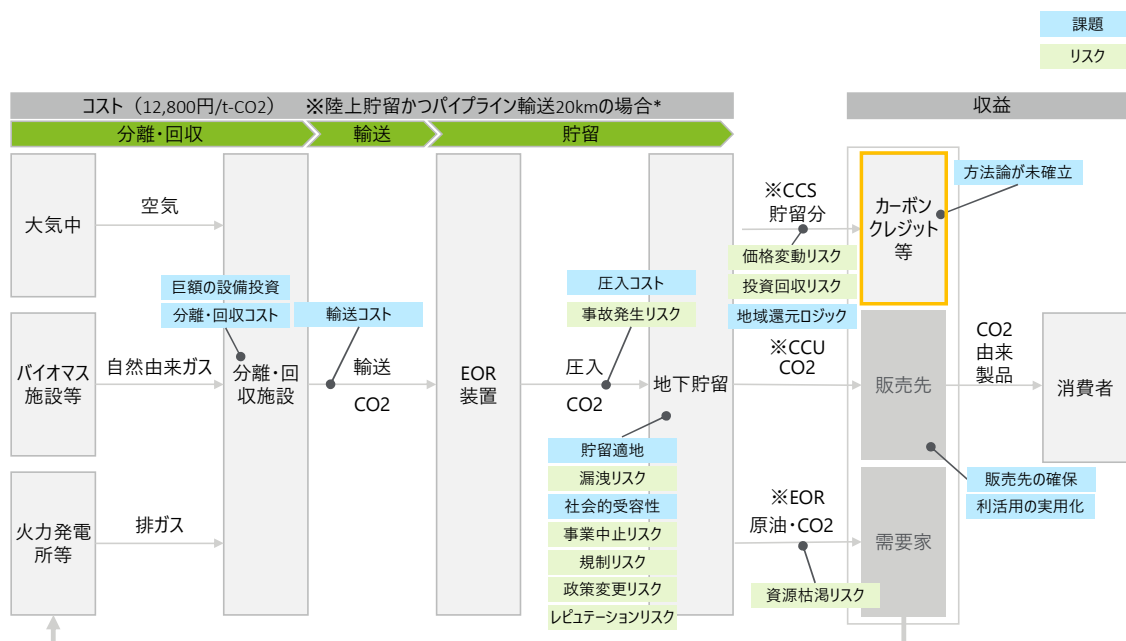 課題
リスク
コスト（12,800円/t-CO2） ※陸上貯留かつパイプライン輸送20kmの場合*
収益
分離・回収
輸送
貯留
大気中
空気
バイオマス
施設等
自然由来ガス
火力発電
所等
排ガス
巨額の設備投資
分離・回収コスト
分離・回
収施設
輸送コスト
輸送
CO2
EOR
装置
圧入コスト
事故発生リスク
圧入
CO2
地下貯留
貯留適地
漏洩リスク
社会的受容性
事業中止リスク
規制リスク
政策変更リスク
レピュテーションリスク
※CCS
貯留分
価格変動リスク
投資回収リスク
地域還元ロジック
※CCU
CO2
※EOR
原油・CO2
資源枯渇リスク
カーボン
クレジット
等
方法論が未確立
販売先
CO2
由来
製品
消費者
販売先の確保
利活用の実用化
需要家